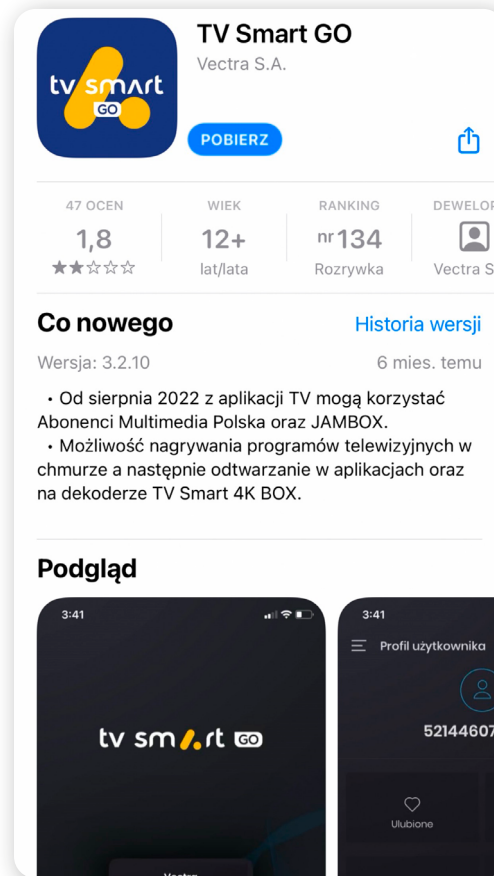 tv smart
GO
TV Smart GO
Vectra S.A.
POBIERZ
47 OCEN
1,8
WIEK
12+
lat/lata
RANKING
nr134
Rozrywka
DEWELOP
Vectra S
Co nowego
Historia wersji
Wersja: 3.2.10
6 mies. temu
• Od sierpnia 2022 z aplikacji TV mogą korzystać
Abonenci Multimedia Polska oraz JAMBOX.
• Możliwość nagrywania programów telewizyjnych w
chmurze a następnie odtwarzanie w aplikacjach oraz
na dekoderze TV Smart 4K BOX.
Podgląd
3:41
tv smart GO
3:41
Profil użytkownika
52144607
Ulubione